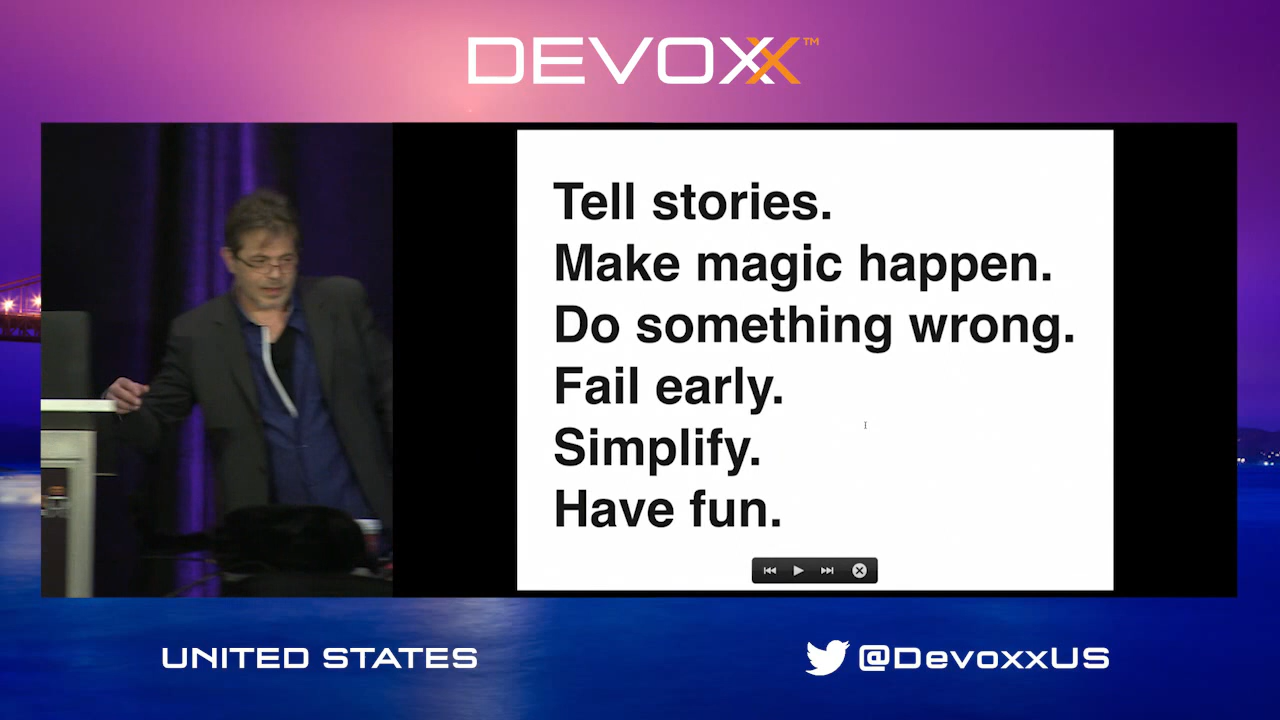 DEVOXX™
Tell stories.
Make magic happen.
Do something wrong.
Fail early.
Simplify.
Have fun.
UNITED STATES
@DevoxxUS